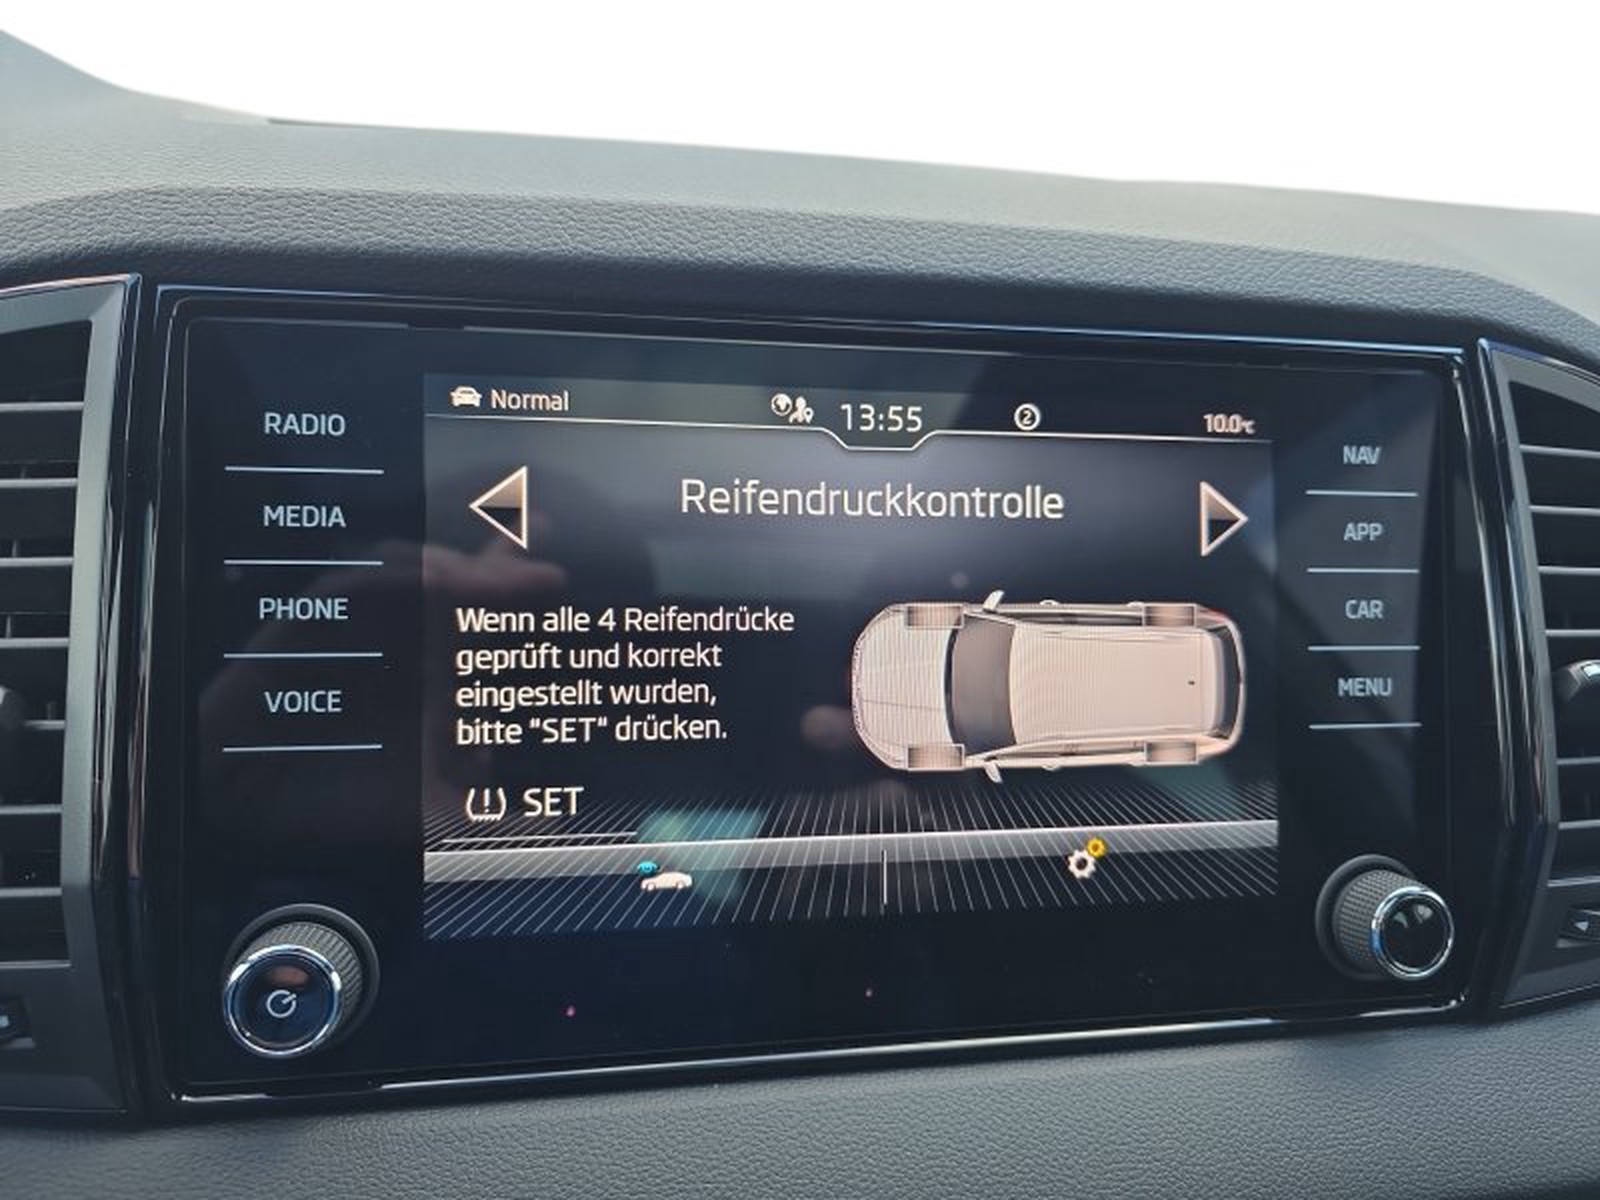 Normal
13:55
2
10.0°C
RADIO
MEDIA
PHONE
VOICE
Reifendruckkontrolle
Wenn alle 4 Reifendrücke
geprüft und korrekt
eingestellt wurden,
bitte "SET" drücken.
SET
NAV
APP
CAR
MENU